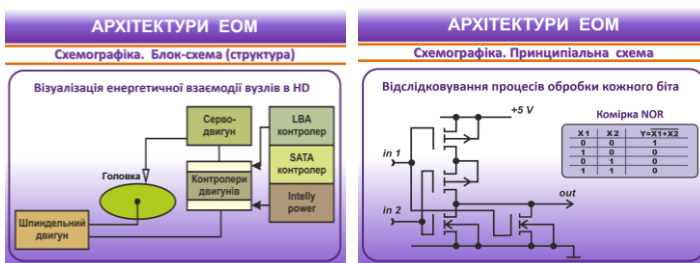 АРХІТЕКТУРИ ЕОМ
Схемографіка. Блок-схема (структура)
Візуалізація енергетичної взаємодії вузлів в HD
Серво-
двигун
LBA
контролер
SATA
контролер
Intelly
power
Контролери
двигунів
Головка
Шпиндельний
двигун
АРХІТЕКТУРИ ЕОМ
Схемографіка. Принципіальна схема
Відслідковування процесів обробки кожного біта
+5 V
Комірка NOR
X1 X2 Y=X1+X2
0 0 1
1 0 0
0 1 0
1 1 0
in 1
in 2
out